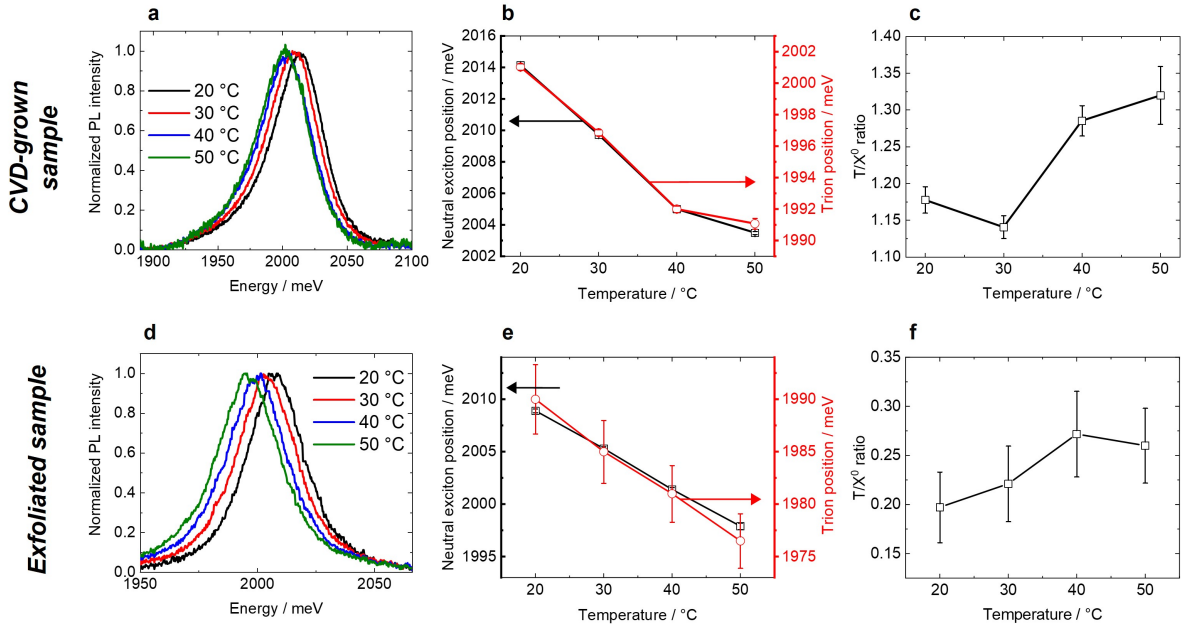 CVD-grown
sample
a
Normalized PL intensity
1.0
0.8
0.6
0.4
0.2
0.0
20 °C
30 °C
40 °C
50 °C
1900
1950
2000
2050
2100
Energy / meV
b
Neutral exciton position / meV
2016
2014
2012
2010
2008
2006
2004
2002
2002
2001
2000
1998
1997
1996
1994
1992
1991
1990
Trion position / meV
20
30
40
50
Temperature / °C
c
T/X⁰ ratio
1.40
1.35
1.30
1.25
1.20
1.15
1.10
20
30
40
50
Temperature / °C
Exfoliated sample
d
Normalized PL intensity
1.0
0.8
0.6
0.4
0.2
0.0
20 °C
30 °C
40 °C
50 °C
1950
2000
2050
Energy / meV
e
Neutral exciton position / meV
2010
2005
2000
1995
1990
1985
1980
1975
Trion position / meV
20
30
40
50
Temperature / °C
f
T/X⁰ ratio
0.35
0.30
0.25
0.20
0.15
20
30
40
50
Temperature / °C